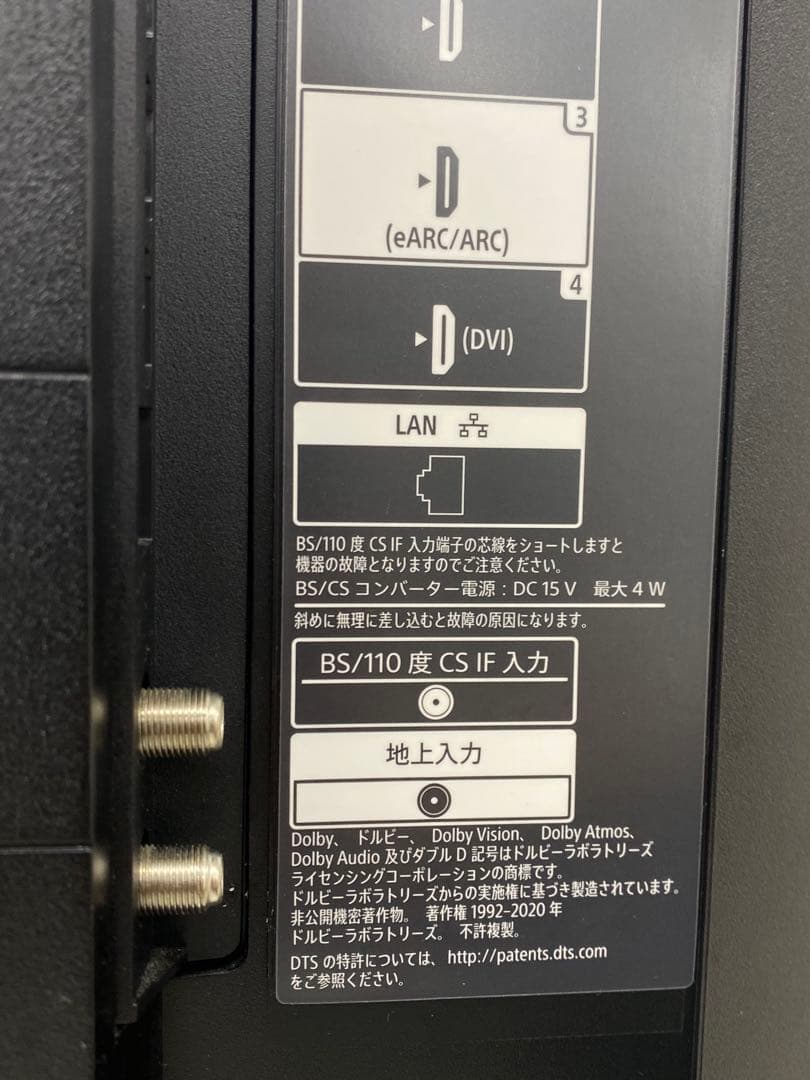 3
(eARC/ARC)
4
(DVI)
LAN
BS/110 度 CS IF 入力端子の芯線をショートしますと
機器の故障となりますのでご注意ください。
BS/CS コンバーター電源：DC 15 V 最大 4 W
斜めに無理に差し込むと故障の原因になります。
BS/110 度 CS IF 入力
地上入力
Dolby、 ドルビー、 Dolby Vision、 Dolby Atmos、
Dolby Audio 及びダブル D 記号はドルビーラボラトリーズ
ライセンシングコーポレーションの商標です。
ドルビーラボラトリーズからの実施権に基づき製造されています。
非公開機密著作物。 著作権 1992-2020 年
ドルビーラボラトリーズ。 不許複製。
DTS の特許については、 http://patents.dts.com
をご参照ください。